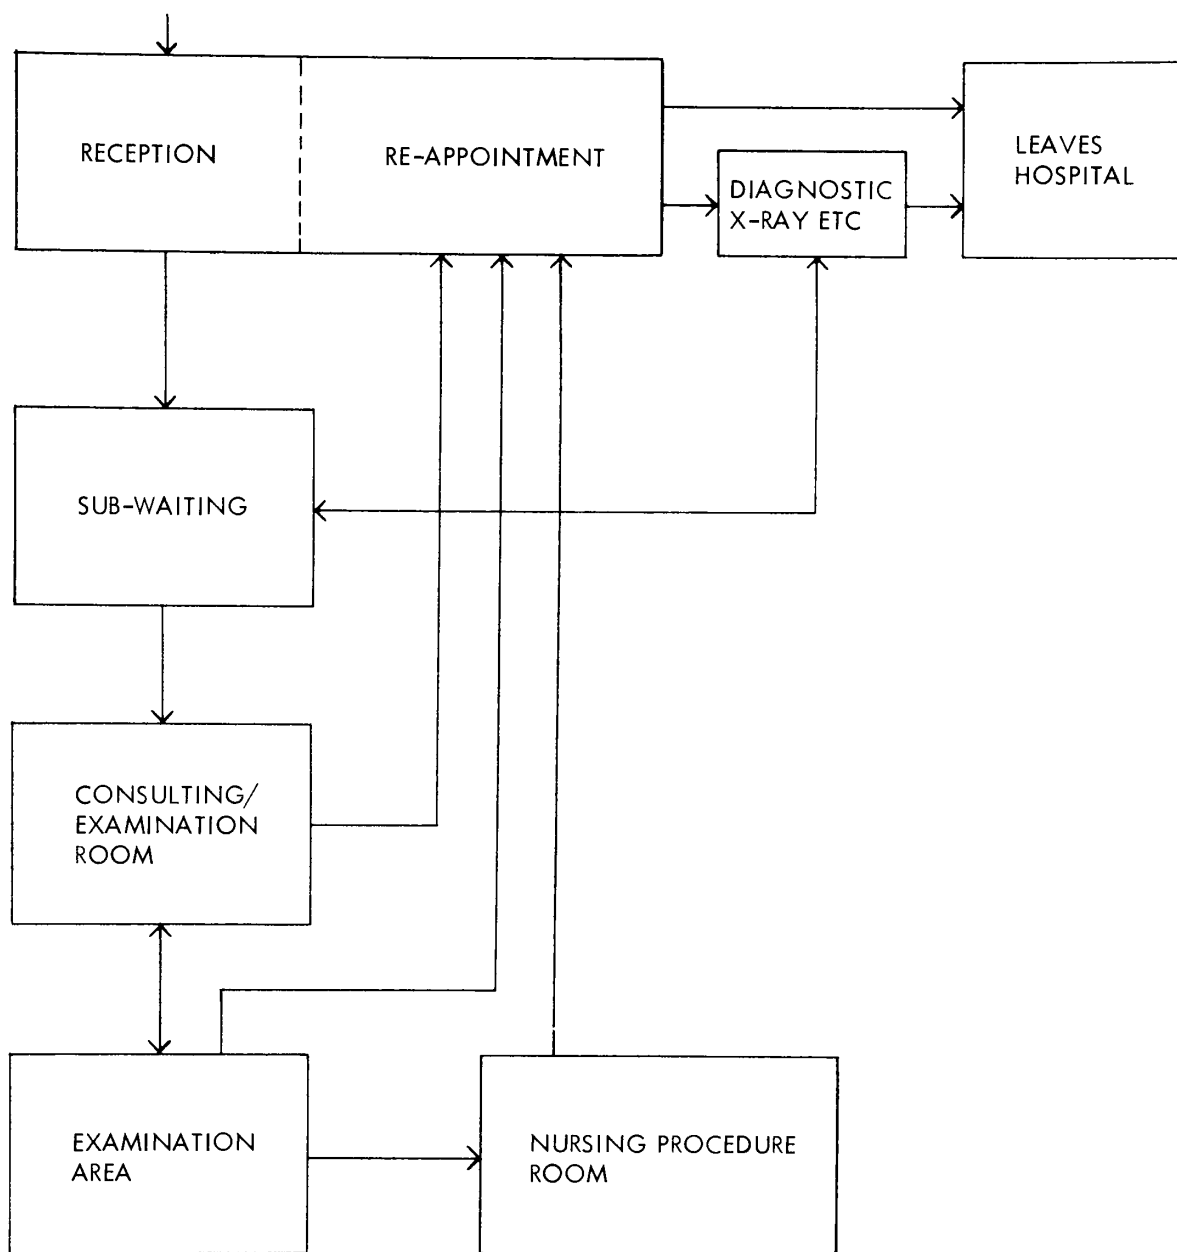 RECEPTION
RE-APPOINTMENT
DIAGNOSTIC
X-RAY ETC
LEAVES
HOSPITAL
SUB-WAITING
CONSULTING/
EXAMINATION
ROOM
EXAMINATION
AREA
NURSING PROCEDURE
ROOM